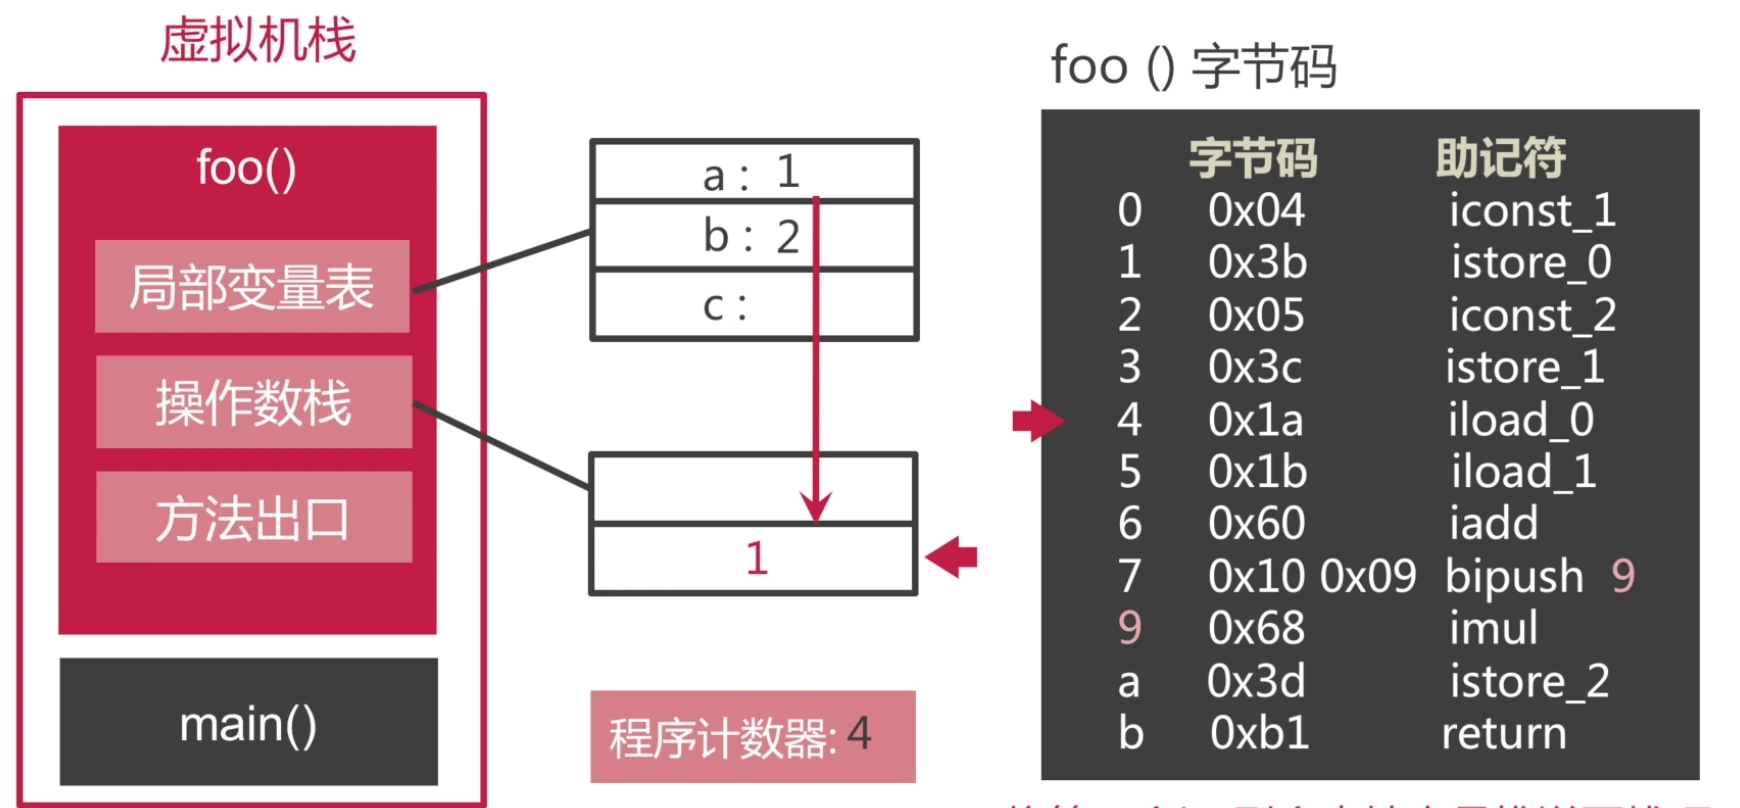 虚拟机栈
foo()
局部变量表
操作数栈
方法出口
main()
a : 1
b : 2
c :
1
程序计数器: 4
foo () 字节码
字节码 助记符
0 0x04 iconst_1
1 0x3b istore_0
2 0x05 iconst_2
3 0x3c istore_1
4 0x1a iload_0
5 0x1b iload_1
6 0x60 iadd
7 0x10 0x09 bipush 9
9 0x68 imul
a 0x3d istore_2
b 0xb1 return